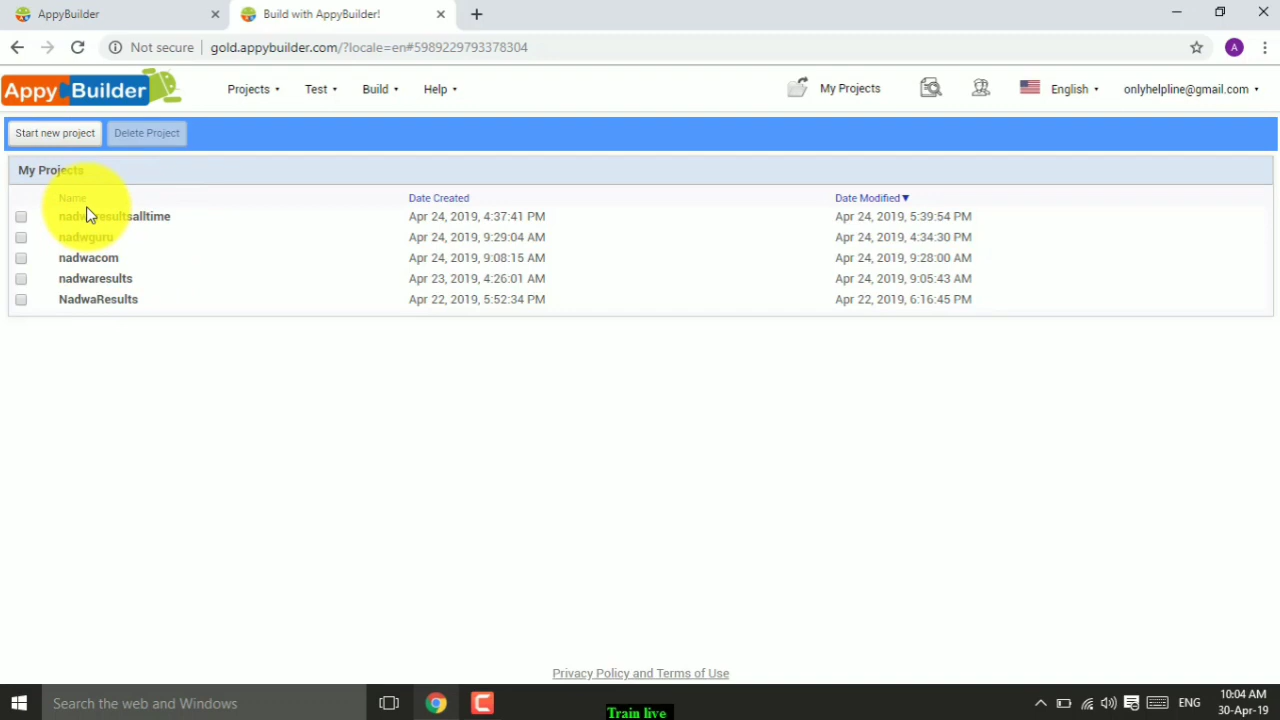 AppyBuilder
Build with AppyBuilder!
Not secure
gold.appybuilder.com/?locale=en#5989229793378304
A
Appy Builder
Projects
Test
Build
Help
My Projects
English
onlyhelpline@gmail.com
Start new project
Delete Project
My Projects
Name Date Created Date Modified
nadwaresultsalltime Apr 24, 2019, 4:37:41 PM Apr 24, 2019, 5:39:54 PM
nadwguru Apr 24, 2019, 9:29:04 AM Apr 24, 2019, 4:34:30 PM
nadwacom Apr 24, 2019, 9:08:15 AM Apr 24, 2019, 9:28:00 AM
nadwaresults Apr 23, 2019, 4:26:01 AM Apr 24, 2019, 9:05:43 AM
NadwaResults Apr 22, 2019, 5:52:34 PM Apr 22, 2019, 6:16:45 PM
Privacy Policy and Terms of Use
Search the web and Windows
Train live
ENG
10:04 AM
30-Apr-19